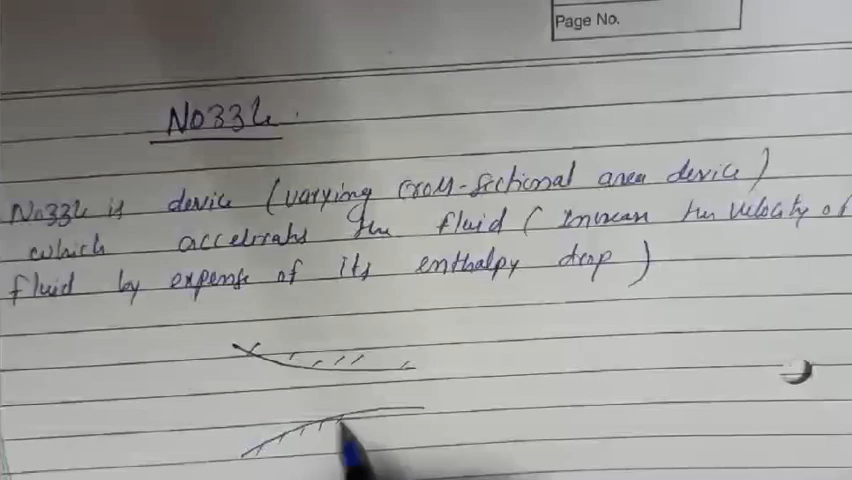 Page No.
Nozzle
Nozzle is device (varying cross-sectional area device)
which accelrates the fluid (Increase the velocity of
fluid by expense of its enthalpy drop)